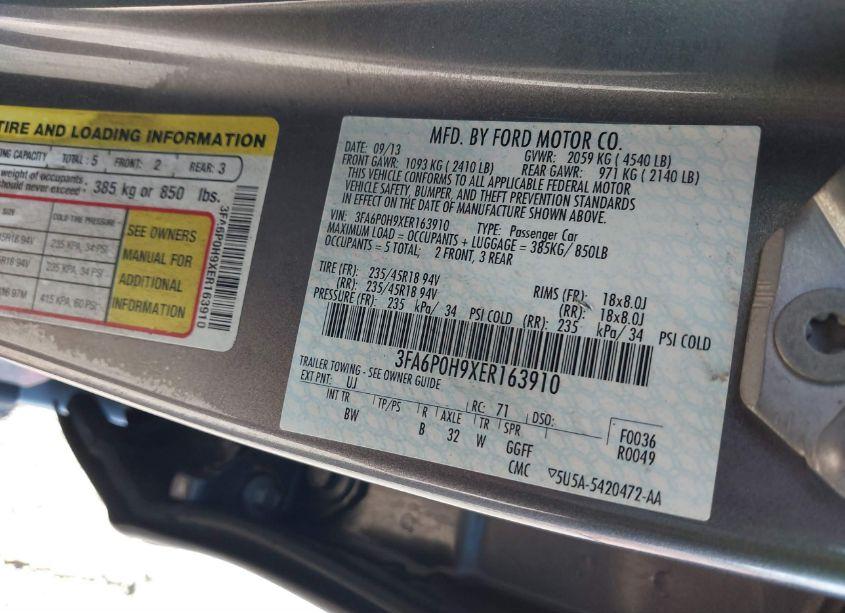 TIRE AND LOADING INFORMATION
CAPACITY TOTAL: 5 FRONT: 2 REAR: 3
weight of occupants
should never exceed: 385 kg or 850 lbs.
SIZE COLD TIRE PRESSURE
235 KPA, 34 PSI
235 KPA, 34 PSI
415 KPA, 60 PSI
SEE OWNERS
MANUAL FOR
ADDITIONAL
INFORMATION
3FA6P0H9XER163910
MFD. BY FORD MOTOR CO.
DATE: 09/13 GVWR: 2059 KG ( 4540 LB)
FRONT GAWR: 1093 KG ( 2410 LB) REAR GAWR: 971 KG ( 2140 LB)
THIS VEHICLE CONFORMS TO ALL APPLICABLE FEDERAL MOTOR
VEHICLE SAFETY, BUMPER, AND THEFT PREVENTION STANDARDS
IN EFFECT ON THE DATE OF MANUFACTURE SHOWN ABOVE.
VIN: 3FA6P0H9XER163910 TYPE: Passenger Car
MAXIMUM LOAD = OCCUPANTS + LUGGAGE = 385KG/ 850LB
OCCUPANTS = 5 TOTAL; 2 FRONT, 3 REAR
TIRE (FR): 235/45R18 94V RIMS (FR): 18x8.0J
(RR): 235/45R18 94V (RR): 18x8.0J
PRESSURE (FR): 235 kPa/ 34 PSI COLD (RR): 235 kPa/34 PSI COLD
3FA6P0H9XER163910
TRAILER TOWING - SEE OWNER GUIDE
EXT PNT: UJ RC: 71 DSO: F0036
INT TR TP/PS R AXLE TR SPR R0049
BW B 32 W GGFF
CMC ▽5U5A-5420472-AA